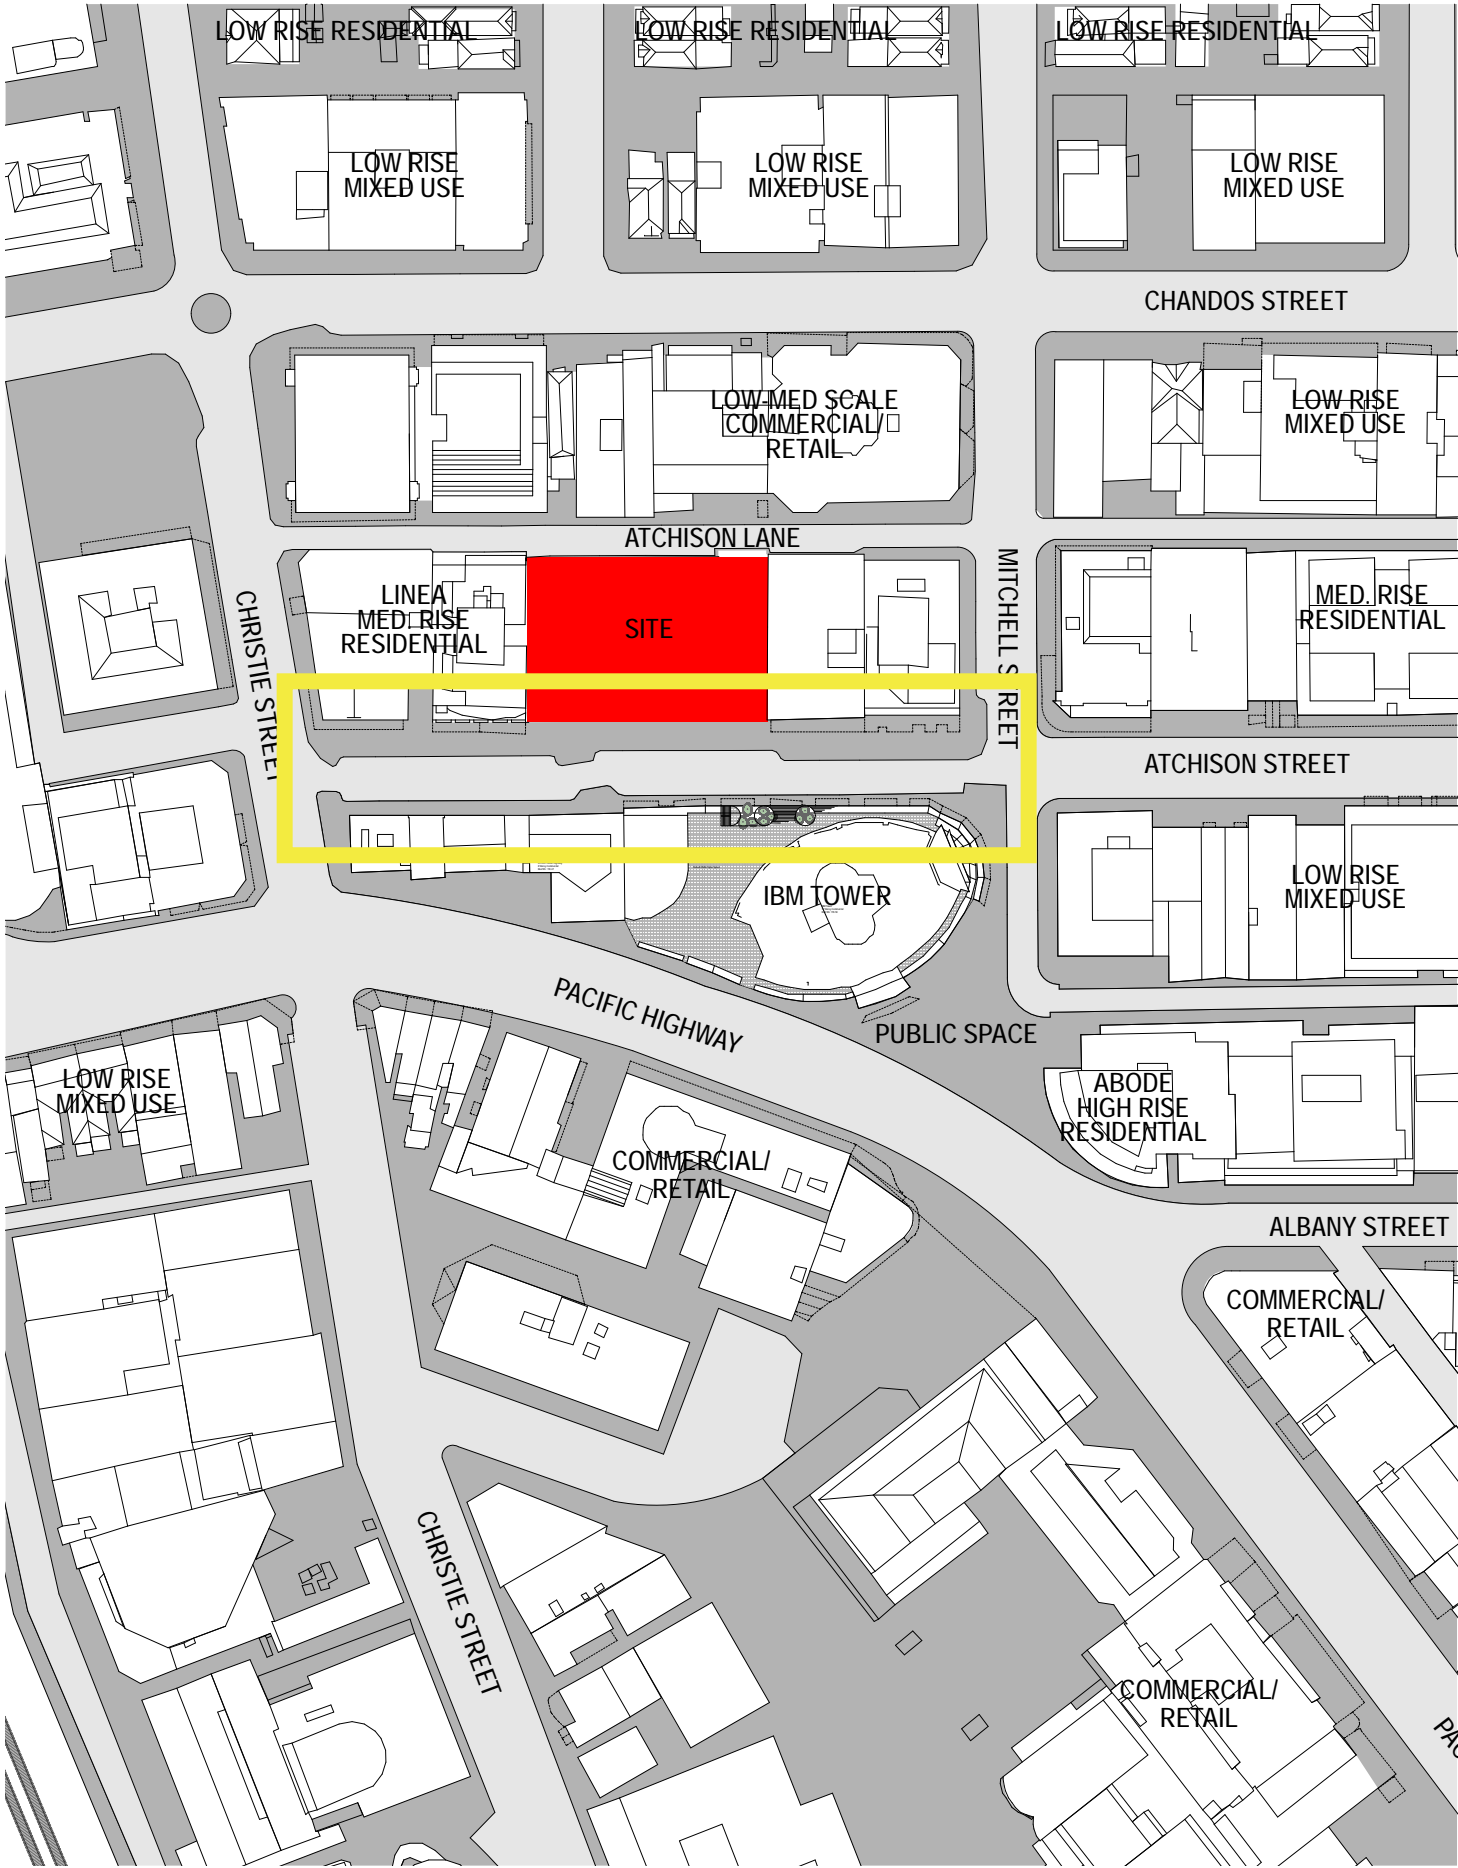 LOW RISE RESIDENTIAL
LOW RISE RESIDENTIAL
LOW RISE RESIDENTIAL
LOW RISE
MIXED USE
LOW RISE
MIXED USE
LOW RISE
MIXED USE
CHANDOS STREET
LOW-MED SCALE
COMMERCIAL/
RETAIL
LOW RISE
MIXED USE
ATCHISON LANE
LINEA
MED. RISE
RESIDENTIAL
SITE
MITCHELL STREET
MED. RISE
RESIDENTIAL
CHRISTIE STREET
ATCHISON STREET
IBM TOWER
LOW RISE
MIXED USE
PACIFIC HIGHWAY
PUBLIC SPACE
LOW RISE
MIXED USE
ABODE
HIGH RISE
RESIDENTIAL
COMMERCIAL/
RETAIL
ALBANY STREET
COMMERCIAL/
RETAIL
CHRISTIE STREET
COMMERCIAL/
RETAIL
PAC